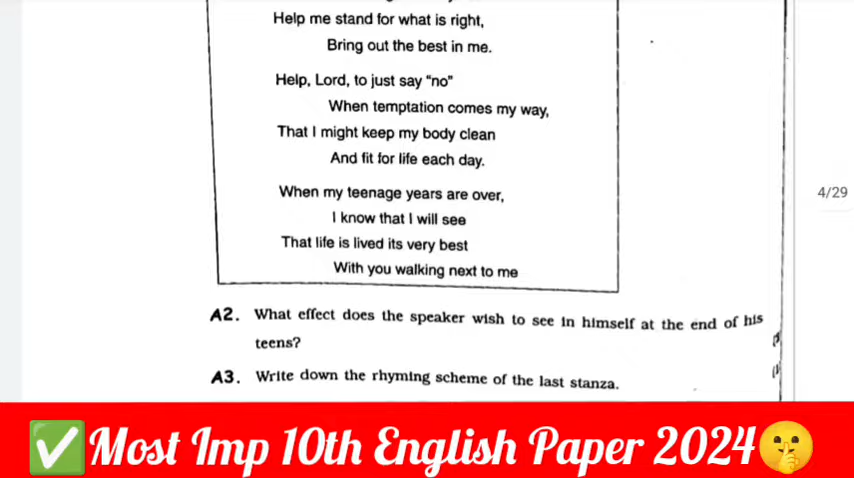 Help me stand for what is right,
Bring out the best in me.
Help, Lord, to just say “no”
When temptation comes my way,
That I might keep my body clean
And fit for life each day.
When my teenage years are over,
I know that I will see
That life is lived its very best
With you walking next to me
4/29
A2. What effect does the speaker wish to see in himself at the end of his
teens?
A3. Write down the rhyming scheme of the last stanza.
✅Most Imp 10th English Paper 2024🤫